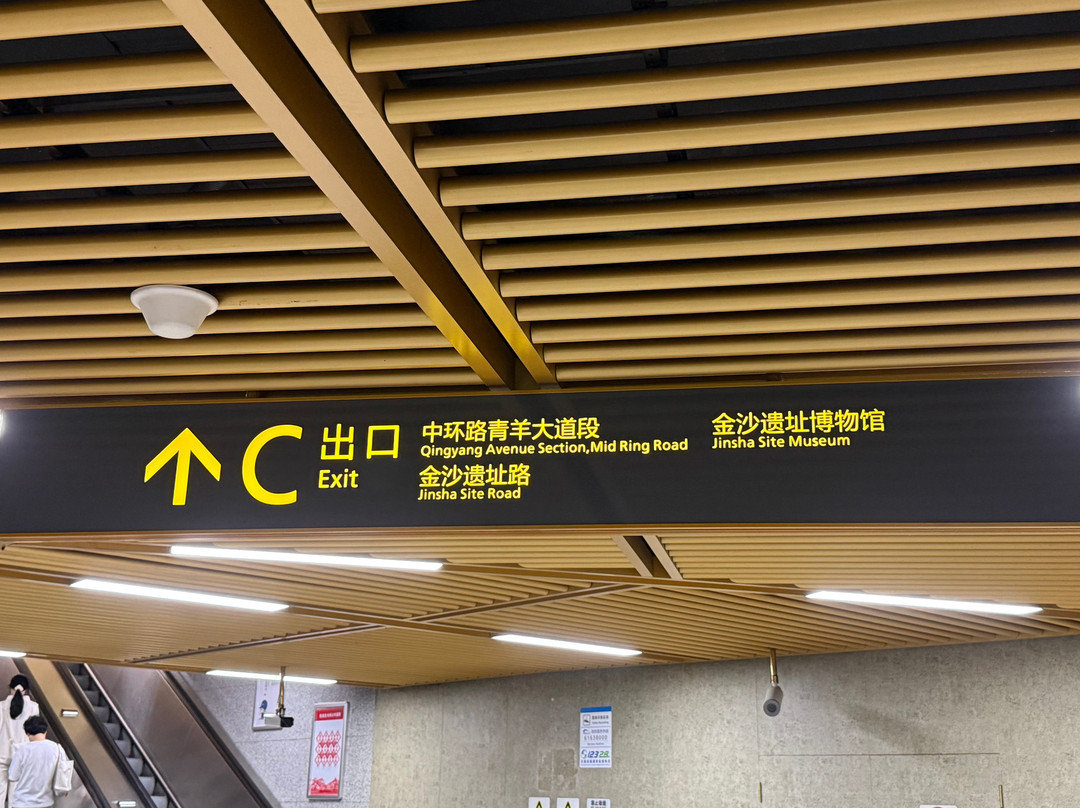 C 出口
Exit
中环路青羊大道段
Qingyang Avenue Section,Mid Ring Road
金沙遗址路
Jinsha Site Road
金沙遗址博物馆
Jinsha Site Museum